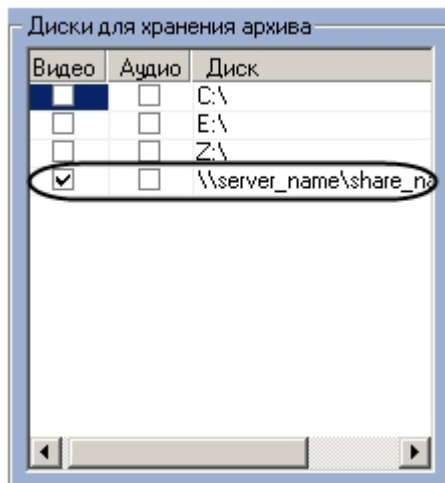 Диски для хранения архива
Видео Аудио Диск
C:\
E:\
Z:\
\\server_name\share_na